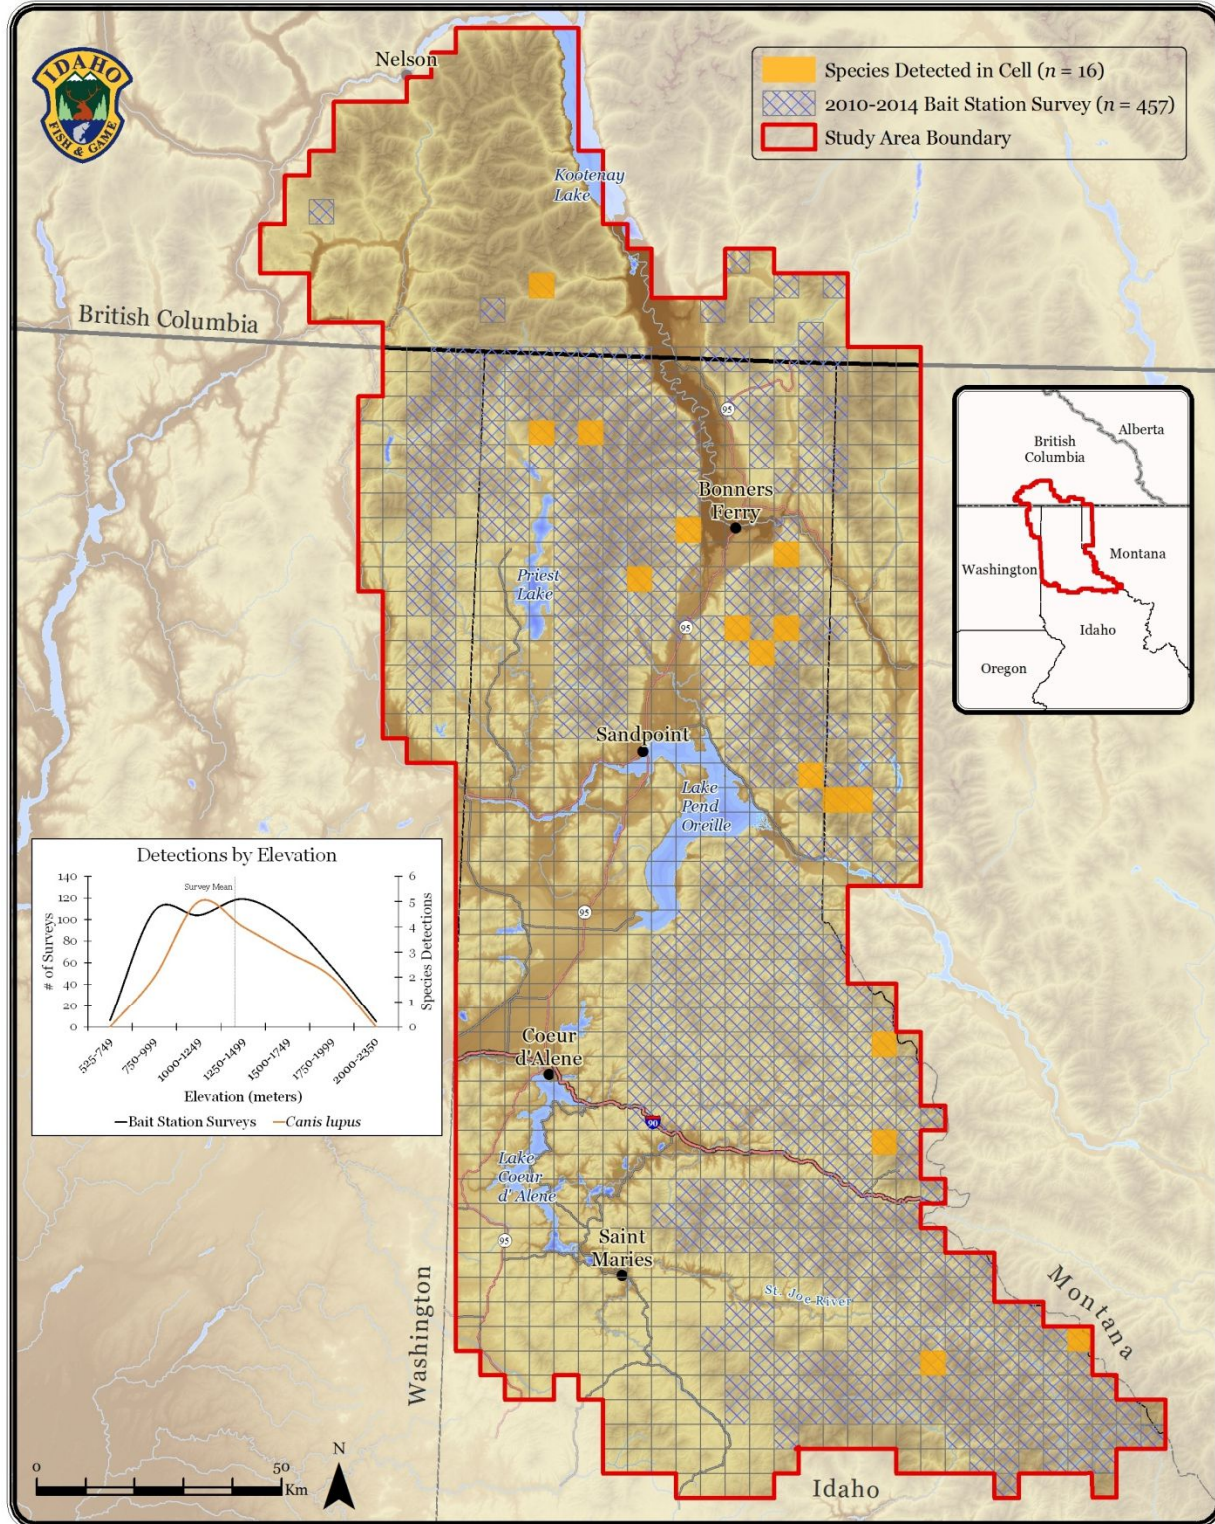 IDAHO
FISH & GAME
Nelson
Species Detected in Cell (n = 16)
2010-2014 Bait Station Survey (n = 457)
Study Area Boundary
Kootenay
Lake
British Columbia
95
Bonners
Ferry
Priest
Lake
95
Sandpoint
Lake
Pend
Oreille
95
Coeur
d'Alene
90
Lake
Coeur
d'Alene
95
Saint
Maries
St. Joe River
Washington
Montana
Idaho
Alberta
British
Columbia
Washington
Montana
Idaho
Oregon
Detections by Elevation
140
120
100
80
60
40
20
0
# of Surveys
Survey Mean
6
5
4
3
2
1
0
Species Detections
525-749
750-999
1000-1249
1250-1499
1500-1749
1750-1999
2000-2350
Elevation (meters)
Bait Station Surveys
Canis lupus
0
50
Km
N